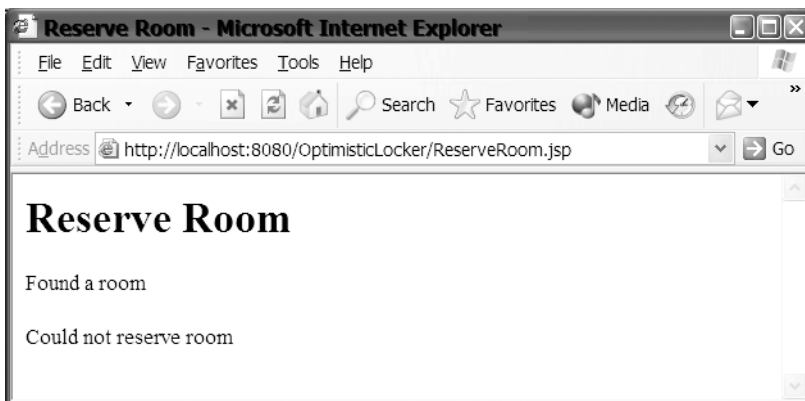 Reserve Room - Microsoft Internet Explorer
File Edit View Favorites Tools Help
Back Search Favorites Media »
Address http://localhost:8080/OptimisticLocker/ReserveRoom.jsp Go
Reserve Room
Found a room
Could not reserve room